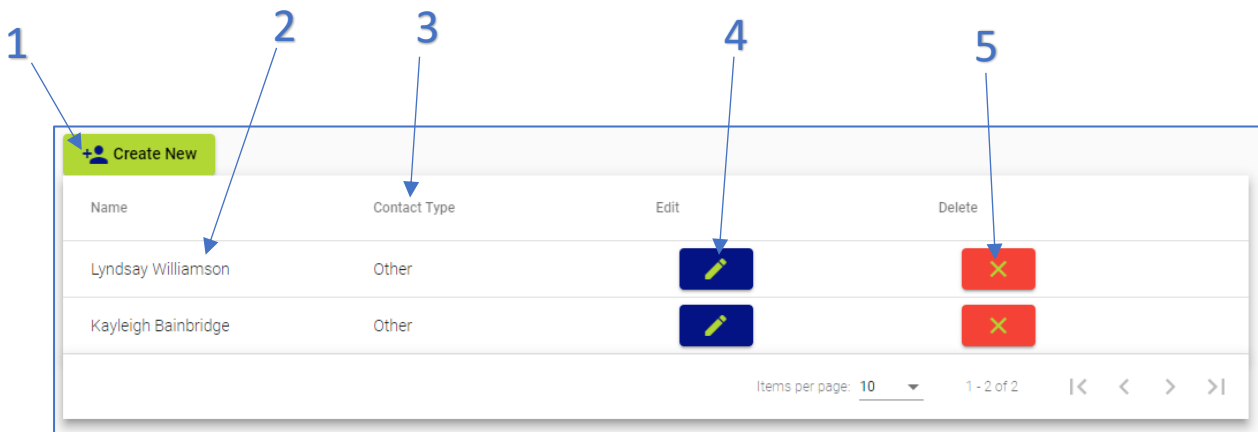 1 2 3 4 5
Create New
Name Contact Type Edit Delete
Lyndsay Williamson Other
Kayleigh Bainbridge Other
Items per page: 10 1 - 2 of 2